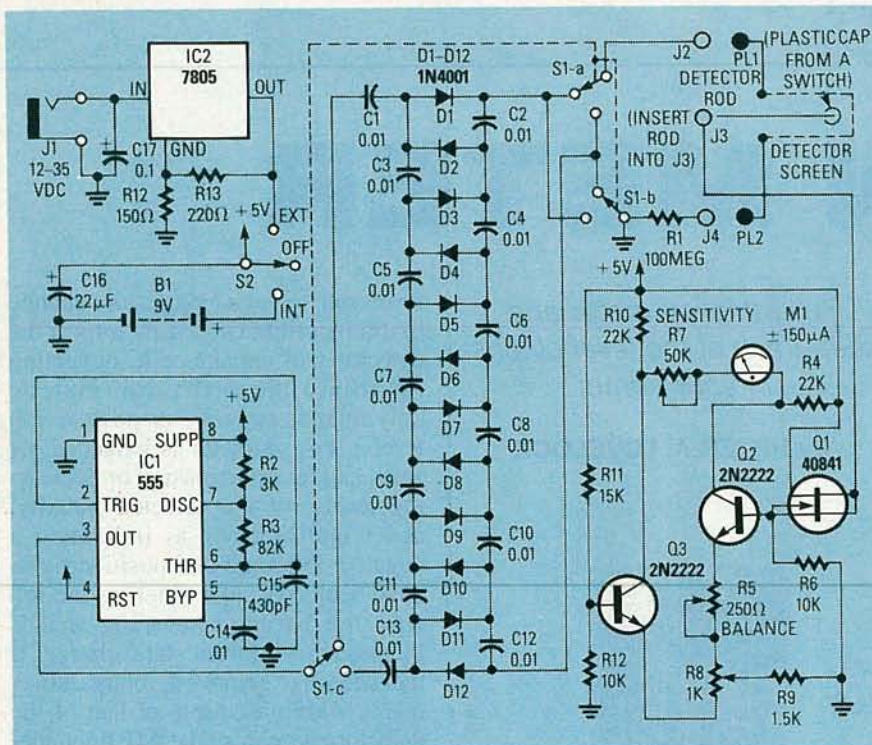 IC2
7805
IN
OUT
GND
J1
12–35
VDC
C17
0.1
R12
150Ω
R13
220Ω
+5V
EXT
OFF
S2
INT
C16
22µF
B1
9V
+
+
+
+5V
1
GND
SUPP
8
IC1
555
2
TRIG
DISC
7
3
OUT
THR
6
4
RST
BYP
5
R2
3K
R3
82K
C15
430pF
C14
.01
D1–D12
1N4001
C1
0.01
D1
C2
0.01
D2
C3
0.01
D3
C4
0.01
D4
C5
0.01
D5
C6
0.01
D6
C7
0.01
D7
C8
0.01
D8
C9
0.01
D9
C10
0.01
D10
C11
0.01
D11
C12
0.01
C13
0.01
D12
S1-c
S1-a
S1-b
J2
PL1
(PLASTIC CAP
FROM A
SWITCH)
DETECTOR
ROD
(INSERT
ROD
INTO J3)
J3
DETECTOR
SCREEN
R1
100MEG
J4
PL2
+5V
R10
22K
SENSITIVITY
R7
50K
M1
±150µA
R4
22K
Q2
2N2222
Q1
40841
R11
15K
Q3
2N2222
R6
10K
R5
250Ω
BALANCE
R12
10K
R8
1K
R9
1.5K